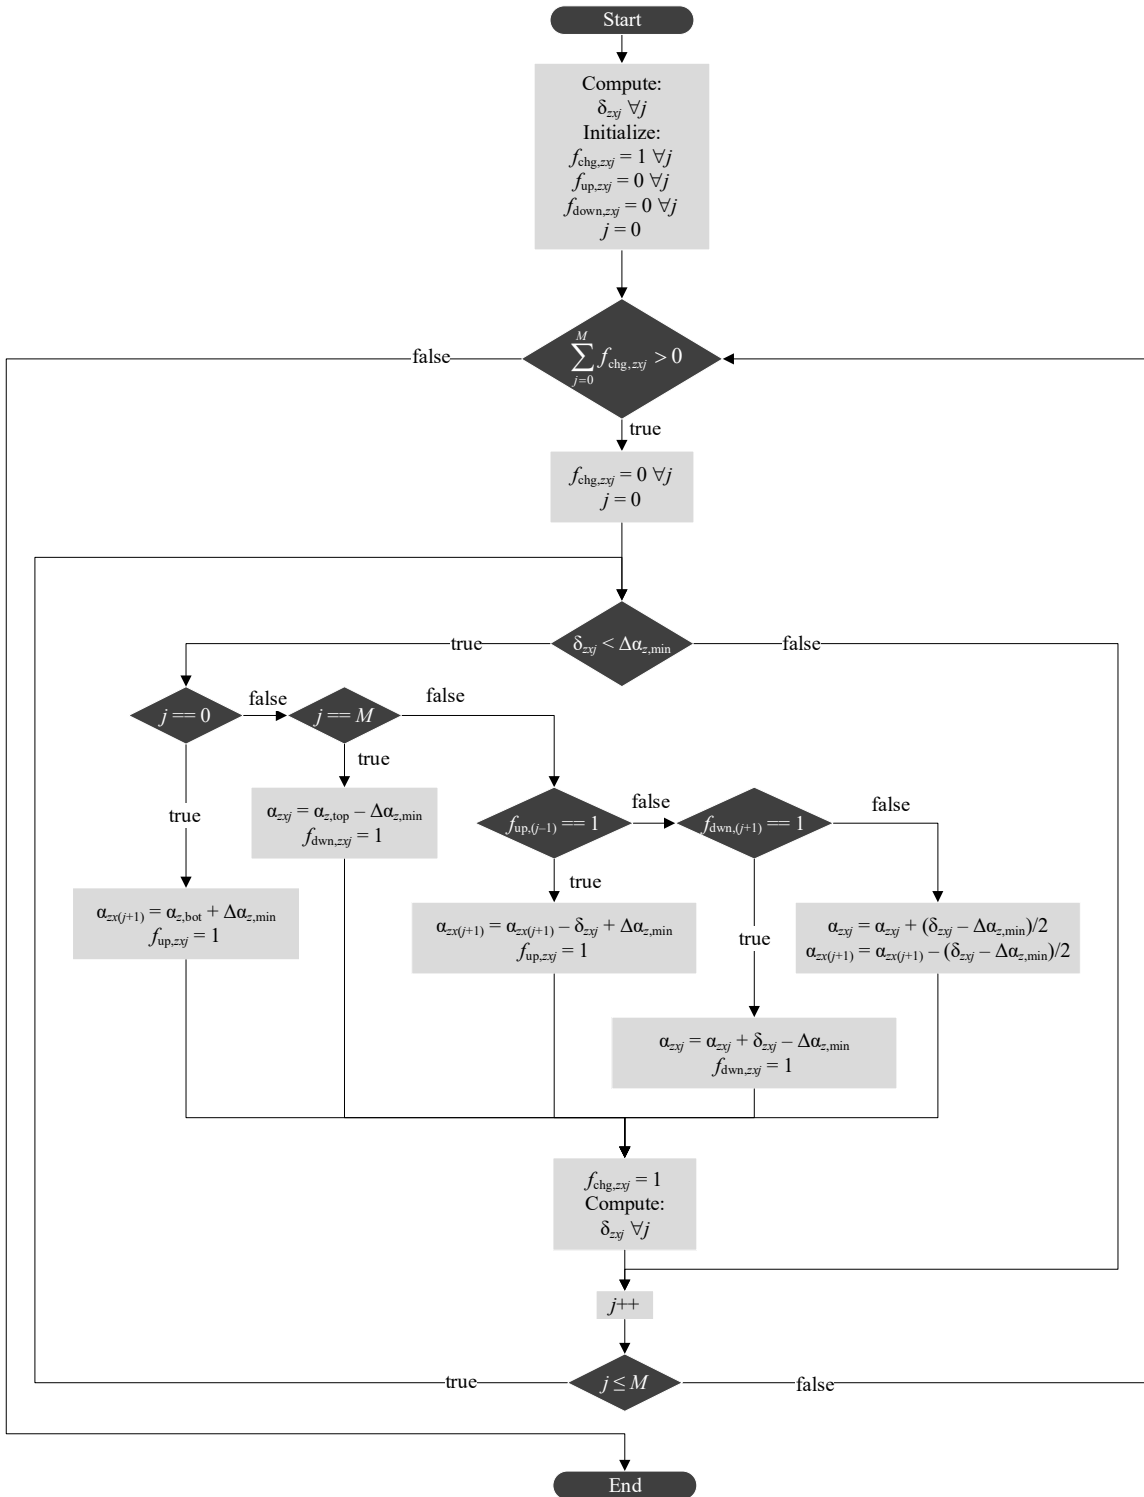 Start
Compute:
δzxj ∀j
Initialize:
fchg,zxj = 1 ∀j
fup,zxj = 0 ∀j
fdown,zxj = 0 ∀j
j = 0
M
∑ fchg,zxj > 0
j=0
false
true
fchg,zxj = 0 ∀j
j = 0
δzxj < Δαz,min
true
false
j == 0
false
j == M
false
true
true
αzxj = αz,top − Δαz,min
fdwn,zxj = 1
fup,(j−1) == 1
false
fdwn,(j+1) == 1
false
αzx(j+1) = αz,bot + Δαz,min
fup,zxj = 1
true
αzx(j+1) = αzx(j+1) − δzxj + Δαz,min
fup,zxj = 1
true
αzxj = αzxj + (δzxj − Δαz,min)/2
αzx(j+1) = αzx(j+1) − (δzxj − Δαz,min)/2
αzxj = αzxj + δzxj − Δαz,min
fdwn,zxj = 1
fchg,zxj = 1
Compute:
δzxj ∀j
j++
j ≤ M
true
false
End